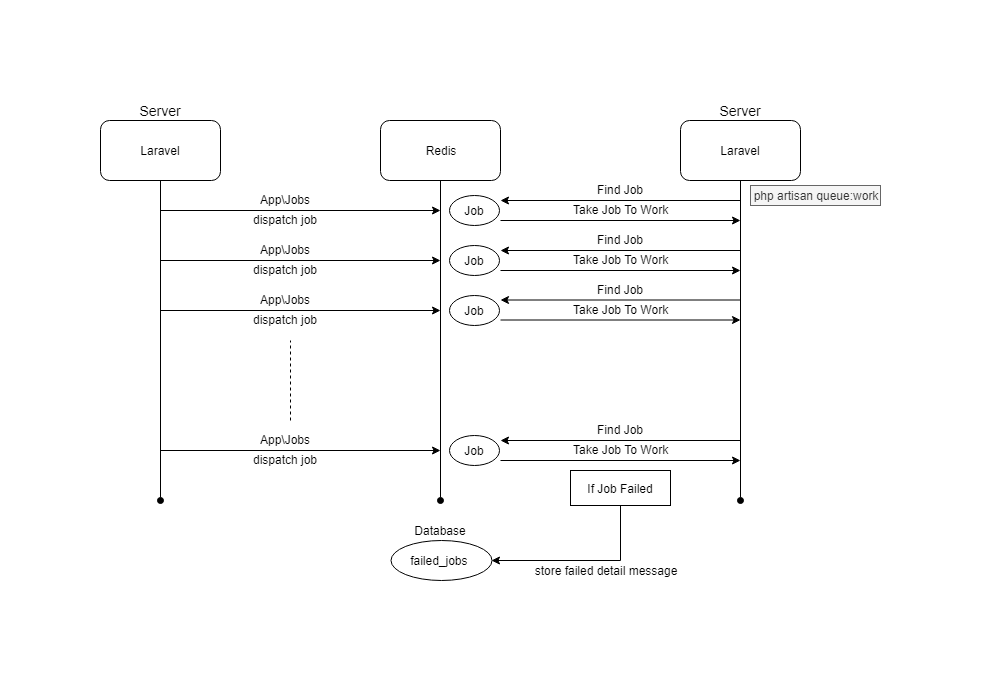 Server
Server
Laravel
Redis
Laravel
php artisan queue:work
App\Jobs
dispatch job
Job
Find Job
Take Job To Work
App\Jobs
dispatch job
Job
Find Job
Take Job To Work
App\Jobs
dispatch job
Job
Find Job
Take Job To Work
App\Jobs
dispatch job
Job
Find Job
Take Job To Work
If Job Failed
Database
failed_jobs
store failed detail message